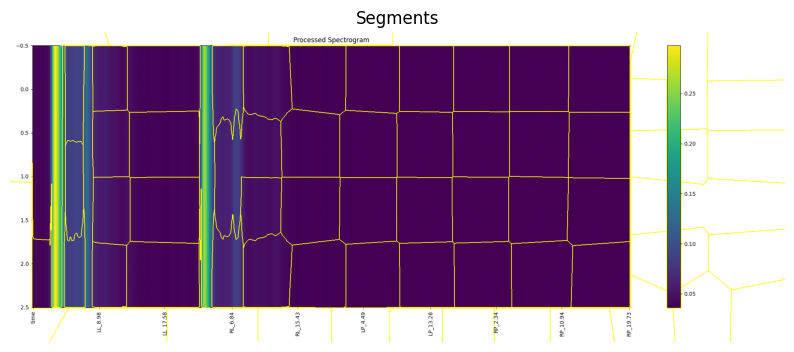 Segments
Processed Spectrogram
−0.5
0.0
0.5
1.0
1.5
2.0
2.5
time
LL_8.98
LL_17.58
RL_6.84
RL_15.43
LP_4.49
LP_13.28
RP_2.34
RP_10.94
RP_19.73
0.25
0.20
0.15
0.10
0.05